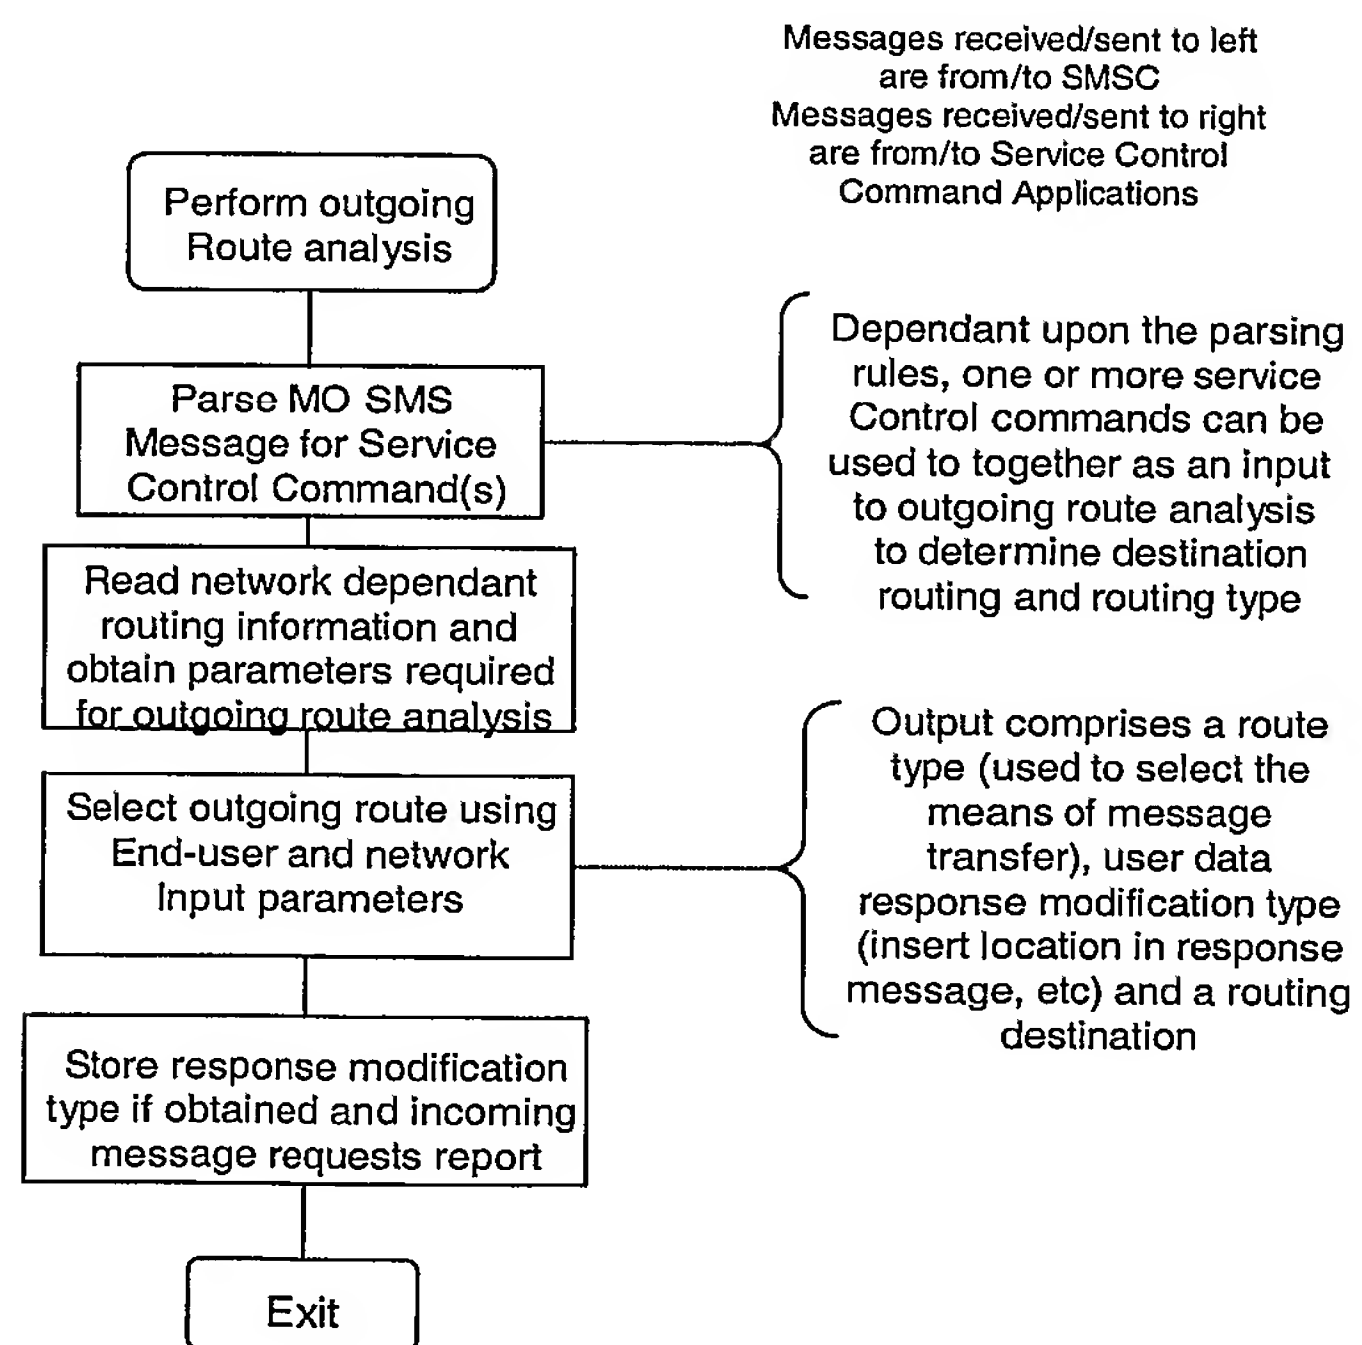 Messages received/sent to left
are from/to SMSC
Messages received/sent to right
are from/to Service Control
Command Applications
Perform outgoing
Route analysis
Parse MO SMS
Message for Service
Control Command(s)
Dependant upon the parsing
rules, one or more service
Control commands can be
used to together as an input
to outgoing route analysis
to determine destination
routing and routing type
Read network dependant
routing information and
obtain parameters required
for outgoing route analysis
Select outgoing route using
End-user and network
Input parameters
Output comprises a route
type (used to select the
means of message
transfer), user data
response modification type
(insert location in response
message, etc) and a routing
destination
Store response modification
type if obtained and incoming
message requests report
Exit